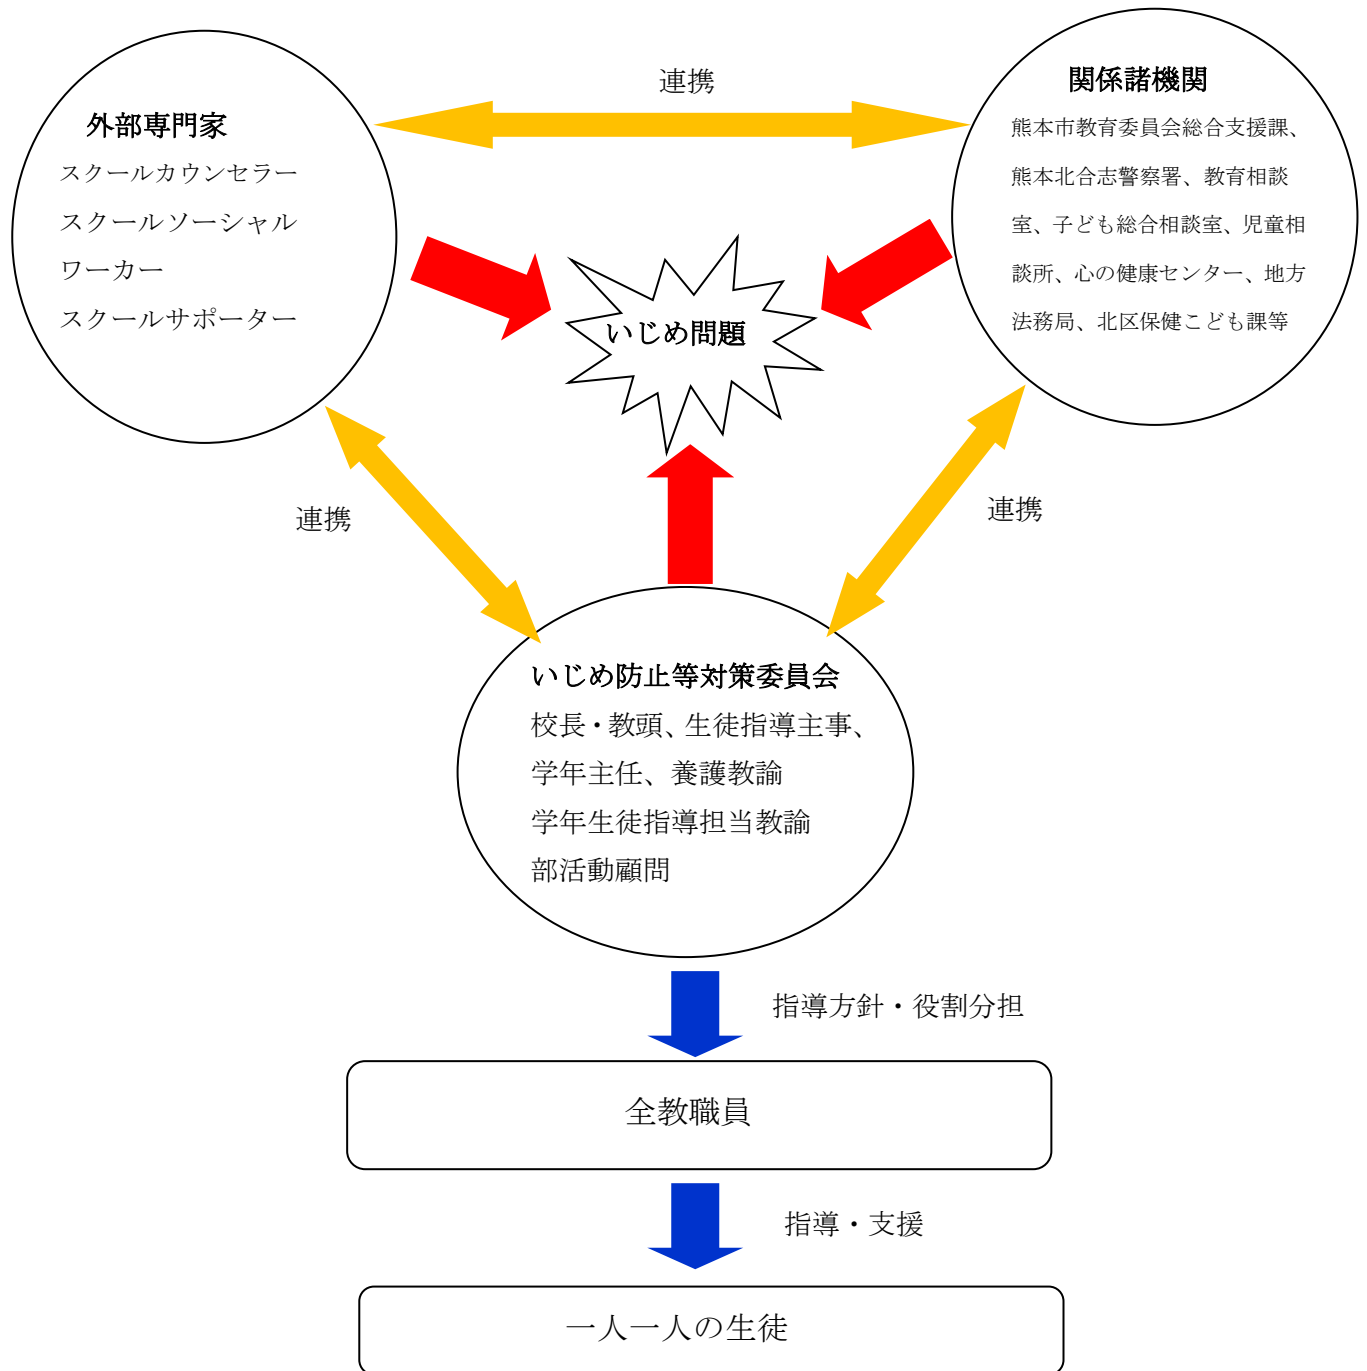 連携
外部専門家
スクールカウンセラー
スクールソーシャル
ワーカー
スクールサポーター
関係諸機関
熊本市教育委員会総合支援課、
熊本北合志警察署、教育相談
室、子ども総合相談室、児童相
談所、心の健康センター、地方
法務局、北区保健こども課等
いじめ問題
連携
連携
いじめ防止等対策委員会
校長・教頭、生徒指導主事、
学年主任、養護教諭
学年生徒指導担当教諭
部活動顧問
指導方針・役割分担
全教職員
指導・支援
一人一人の生徒